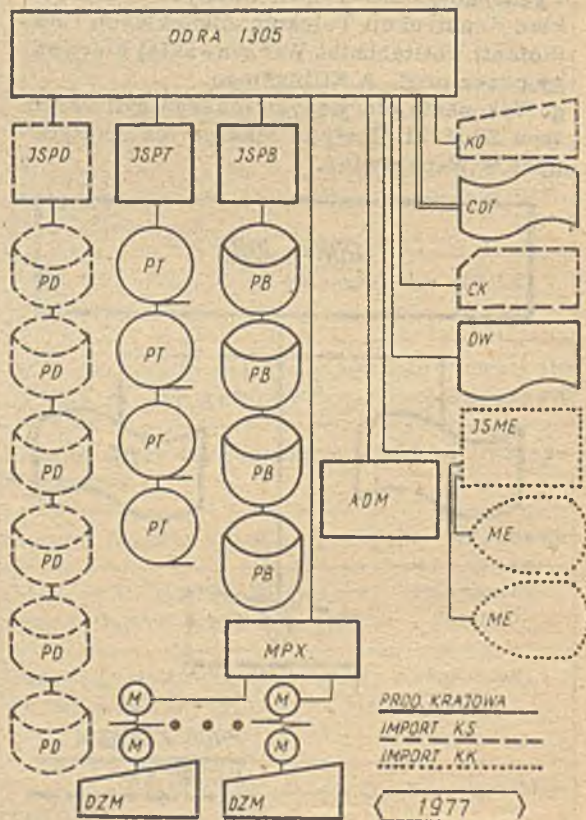 ODRA 1305
JSPD
JSPT
JSPB
KO
CDT
CK
DW
JSME
ME
ME
PD
PD
PD
PD
PD
PD
PT
PT
PT
PT
PB
PB
PB
PB
ADM
MPX.
M
M
M
M
DZM
DZM
PROD. KRAJOWA
IMPORT KS
IMPORT KK
1977